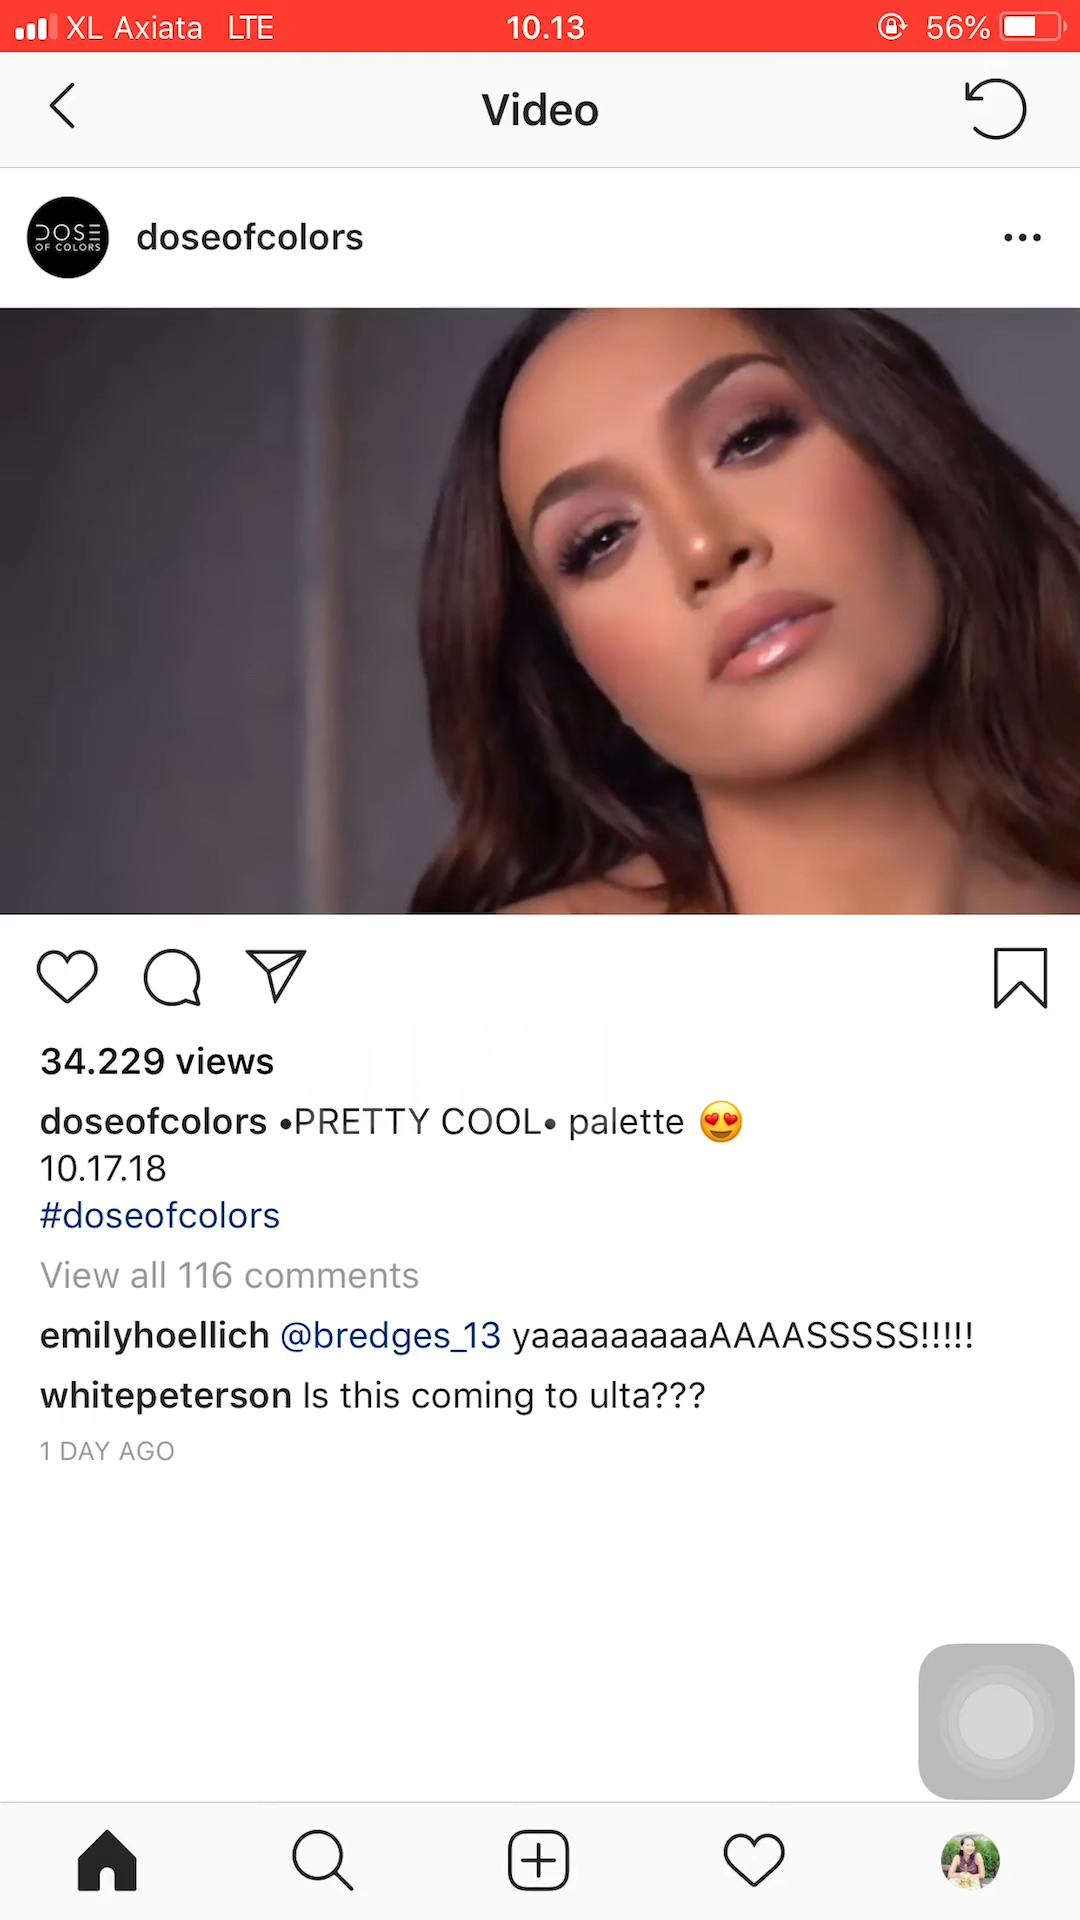 XL Axiata LTE 10.13 56%
Video
DOSE
OF COLORS
doseofcolors
34.229 views
doseofcolors •PRETTY COOL• palette 😍
10.17.18
#doseofcolors
View all 116 comments
emilyhoellich @bredges_13 yaaaaaaaaaAAAASSSSS!!!!!
whitepeterson Is this coming to ulta???
1 DAY AGO